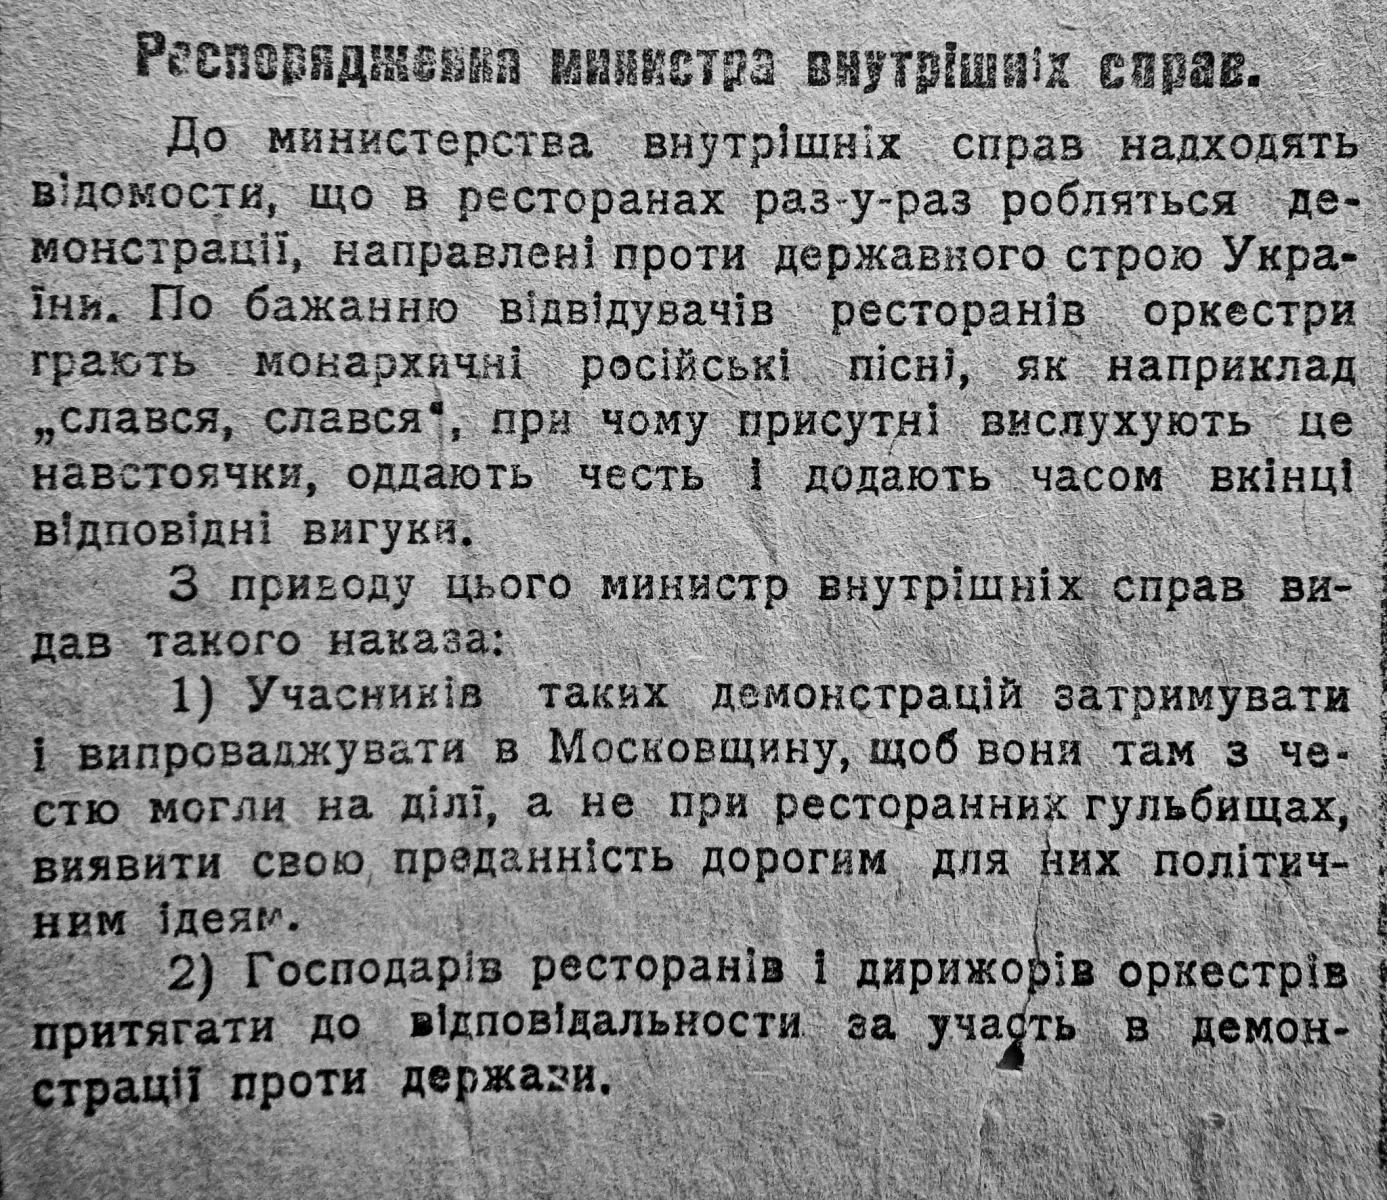 Распорядження министра внутрішніх справ.
До министерства внутрішніх справ надходять
відомости, що в ресторанах раз-у-раз робляться де-
монстрації, направлені проти державного строю Укра-
їни. По бажанню відвідувачів ресторанів оркестри
грають монархичні російські пісні, як наприклад
„слався, слався“, при чому присутні вислухують це
навстоячки, оддають честь і додають часом вкінці
відповідні вигуки.
З приводу цього министр внутрішніх справ ви-
дав такого наказа:
1) Учасників таких демонстрацій затримувати
і випроваджувати в Московщину, щоб вони там з че-
стю могли на ділі, а не при ресторанних гульбищах,
виявити свою преданність дорогим для них політич-
ним ідеям.
2) Господарів ресторанів і дирижорів оркестрів
притягати до відповідальности за участь в демон-
страції проти держави.